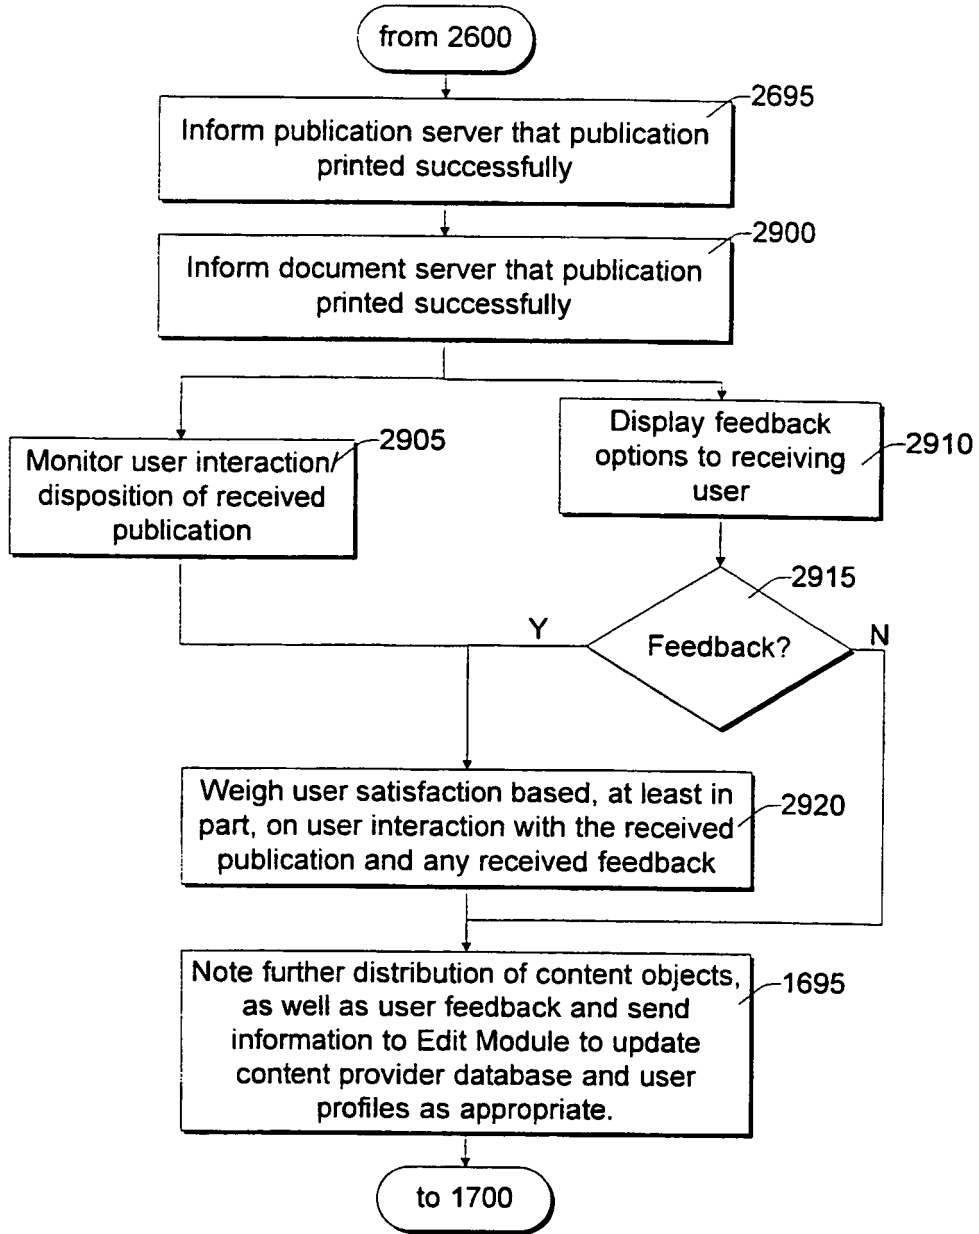 from 2600
2695
Inform publication server that publication
printed successfully
2900
Inform document server that publication
printed successfully
2905
Monitor user interaction/
disposition of received
publication
Display feedback
options to receiving
user
2910
2915
Feedback?
Y
N
Weigh user satisfaction based, at least in
part, on user interaction with the received
publication and any received feedback
2920
Note further distribution of content objects,
as well as user feedback and send
information to Edit Module to update
content provider database and user
profiles as appropriate.
1695
to 1700